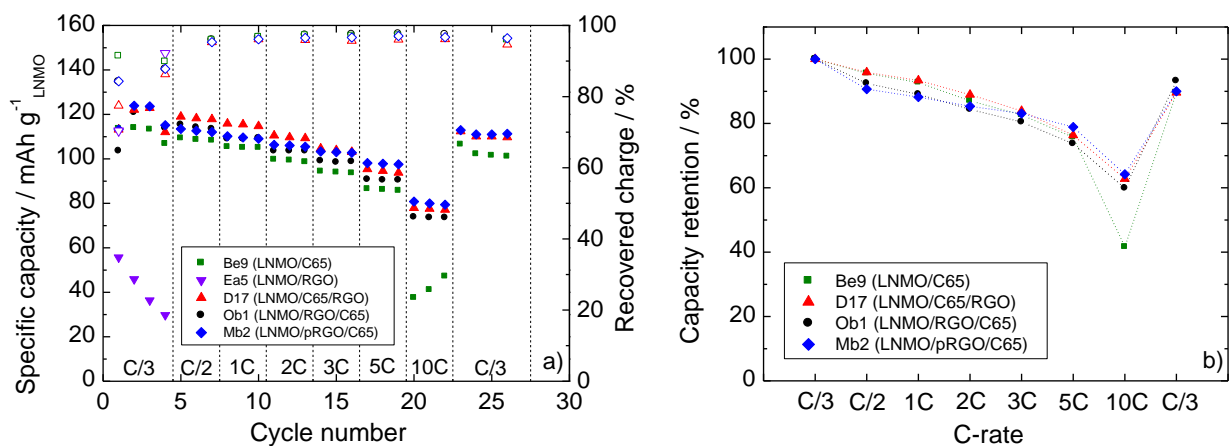 Specific capacity / mAh g⁻¹ LNMO
160
140
120
100
80
60
40
20
0
100
80
60
40
20
0
Recovered charge / %
Be9 (LNMO/C65)
Ea5 (LNMO/RGO)
D17 (LNMO/C65/RGO)
Ob1 (LNMO/RGO/C65)
Mb2 (LNMO/pRGO/C65)
C/3 C/2 1C 2C 3C 5C 10C C/3
a)
0 5 10 15 20 25 30
Cycle number
Capacity retention / %
100
80
60
40
20
0
Be9 (LNMO/C65)
D17 (LNMO/C65/RGO)
Ob1 (LNMO/RGO/C65)
Mb2 (LNMO/pRGO/C65)
b)
C/3 C/2 1C 2C 3C 5C 10C C/3
C-rate